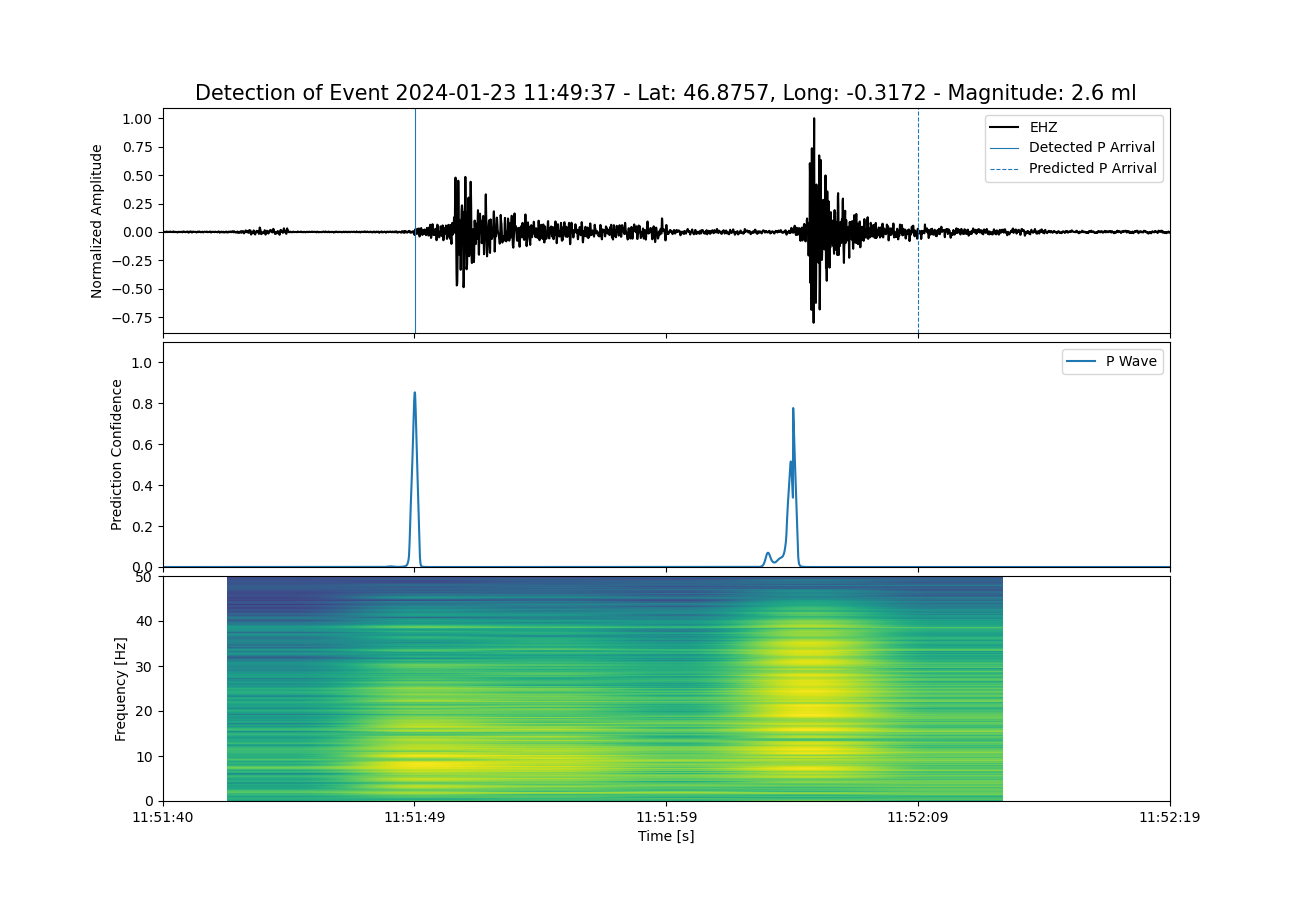 Detection of Event 2024-01-23 11:49:37 - Lat: 46.8757, Long: -0.3172 - Magnitude: 2.6 ml
Normalized Amplitude
1.00
0.75
0.50
0.25
0.00
−0.25
−0.50
−0.75
EHZ
Detected P Arrival
Predicted P Arrival
Prediction Confidence
1.0
0.8
0.6
0.4
0.2
0.0
P Wave
Frequency [Hz]
50
40
30
20
10
0
11:51:40 11:51:49 11:51:59 11:52:09 11:52:19
Time [s]